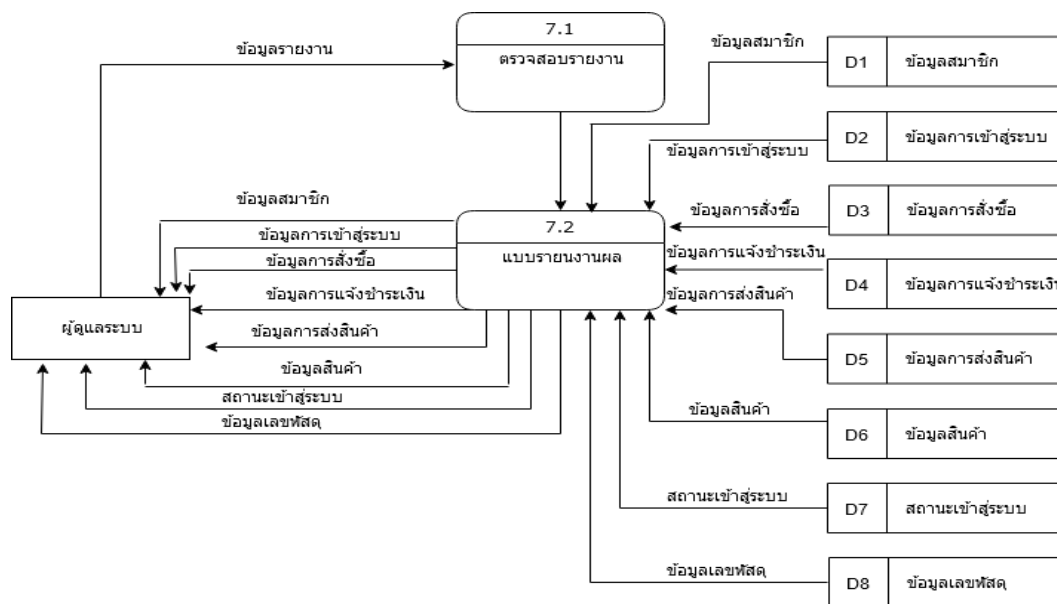 7.1
ตรวจสอบรายงาน
ข้อมูลรายงาน
ข้อมูลสมาชิก
D1 ข้อมูลสมาชิก
D2 ข้อมูลการเข้าสู่ระบบ
ข้อมูลการเข้าสู่ระบบ
D3 ข้อมูลการสั่งซื้อ
ข้อมูลการสั่งซื้อ
7.2
แบบรายนงานผล
ข้อมูลสมาชิก
ข้อมูลการเข้าสู่ระบบ
ข้อมูลการสั่งซื้อ
ข้อมูลการแจ้งชำระเงิน
ข้อมูลการส่งสินค้า
ข้อมูลสินค้า
สถานะเข้าสู่ระบบ
ข้อมูลเลขพัสดุ
ผู้ดูแลระบบ
ข้อมูลการแจ้งชำระเงิน
D4 ข้อมูลการแจ้งชำระเงิน
ข้อมูลการส่งสินค้า
D5 ข้อมูลการส่งสินค้า
ข้อมูลสินค้า
D6 ข้อมูลสินค้า
สถานะเข้าสู่ระบบ
D7 สถานะเข้าสู่ระบบ
ข้อมูลเลขพัสดุ
D8 ข้อมูลเลขพัสดุ